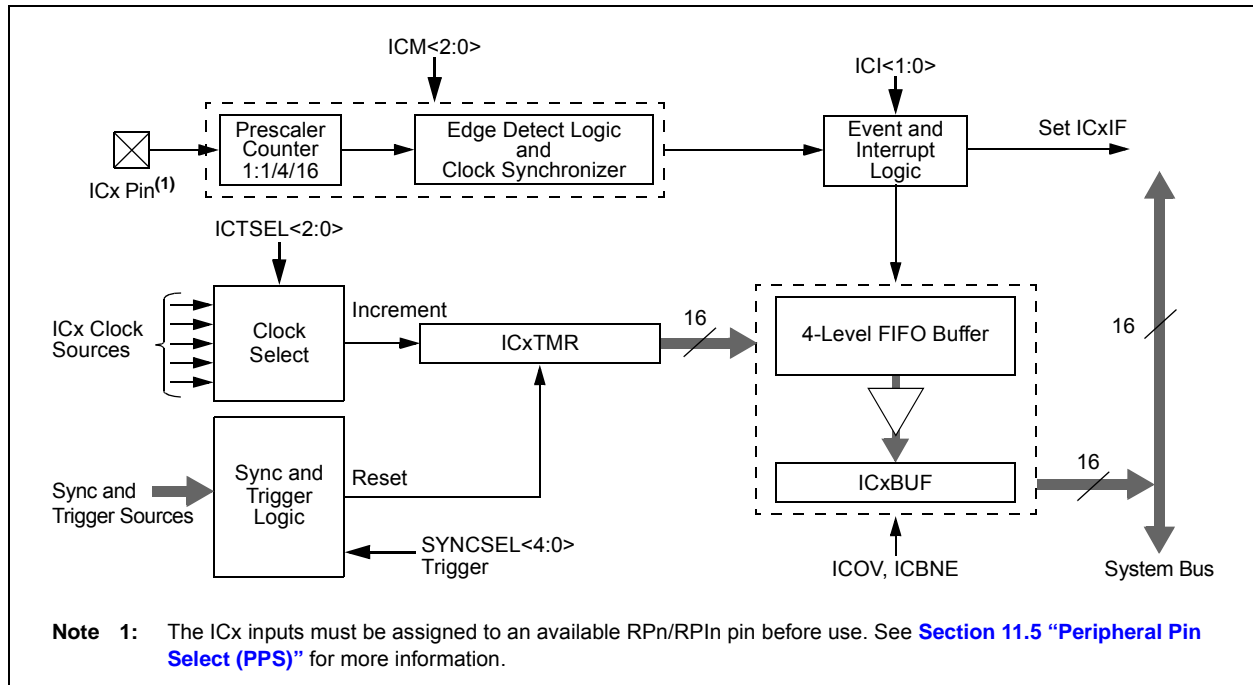 ICM<2:0>
ICI<1:0>
Prescaler
Counter
1:1/4/16
Edge Detect Logic
and
Clock Synchronizer
Event and
Interrupt
Logic
Set ICxIF
ICx Pin(1)
ICTSEL<2:0>
ICx Clock
Sources
Clock
Select
Increment
ICxTMR
16
4-Level FIFO Buffer
16
Sync and
Trigger Sources
Sync and
Trigger
Logic
Reset
ICxBUF
16
SYNCSEL<4:0>
Trigger
ICOV, ICBNE
System Bus
Note 1: The ICx inputs must be assigned to an available RPn/RPIn pin before use. See Section 11.5 “Peripheral Pin
Select (PPS)” for more information.